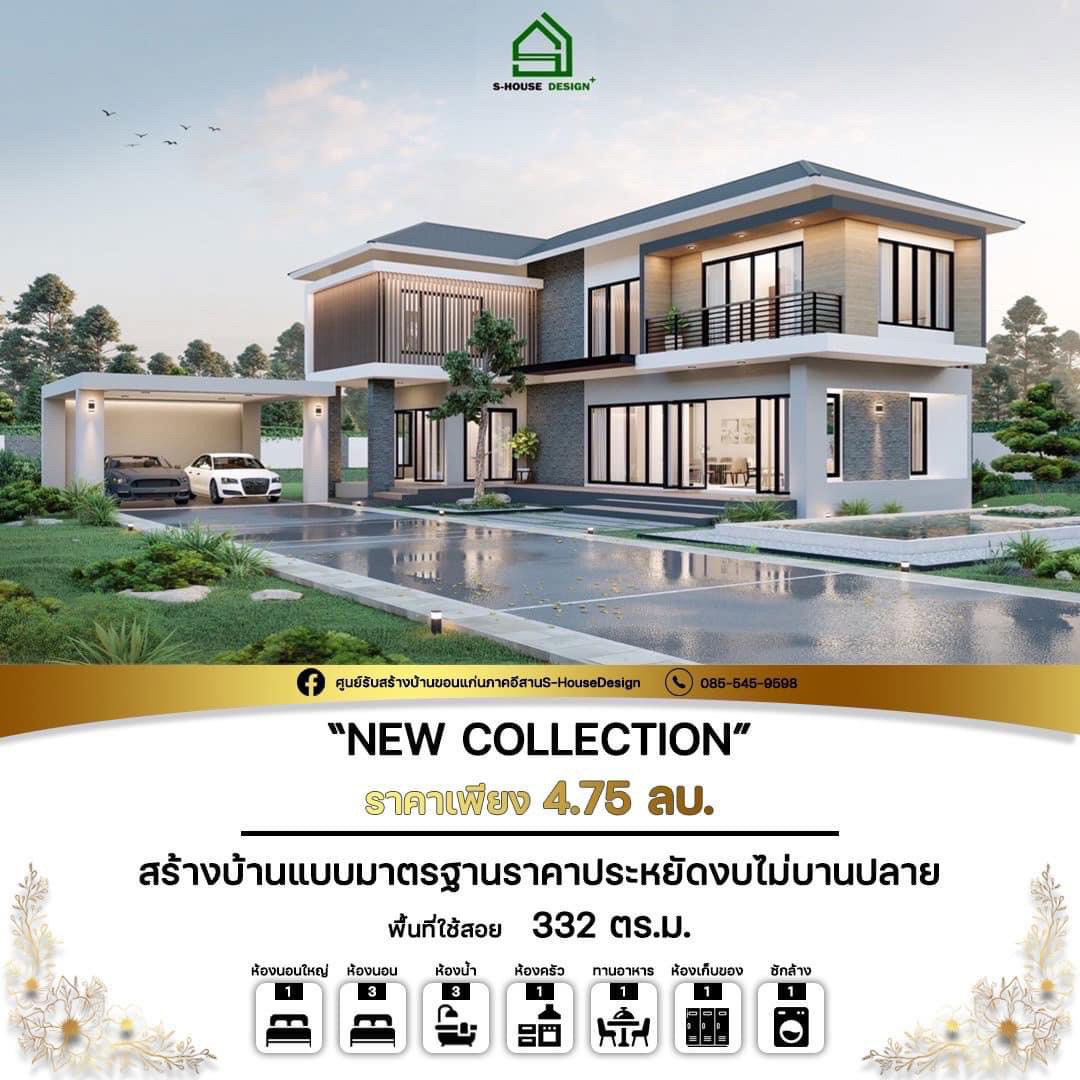 S-HOUSE DESIGN+
ศูนย์รับสร้างบ้านขอนแก่นภาคอีสานS-HouseDesign 085-545-9598
“NEW COLLECTION”
ราคาเพียง 4.75 ลบ.
สร้างบ้านแบบมาตรฐานราคาประหยัดงบไม่บานปลาย
พื้นที่ใช้สอย 332 ตร.ม.
ห้องนอนใหญ่ ห้องนอน ห้องน้ำ ห้องครัว ทานอาหาร ห้องเก็บของ ซักล้าง
1 3 3 1 1 1 1